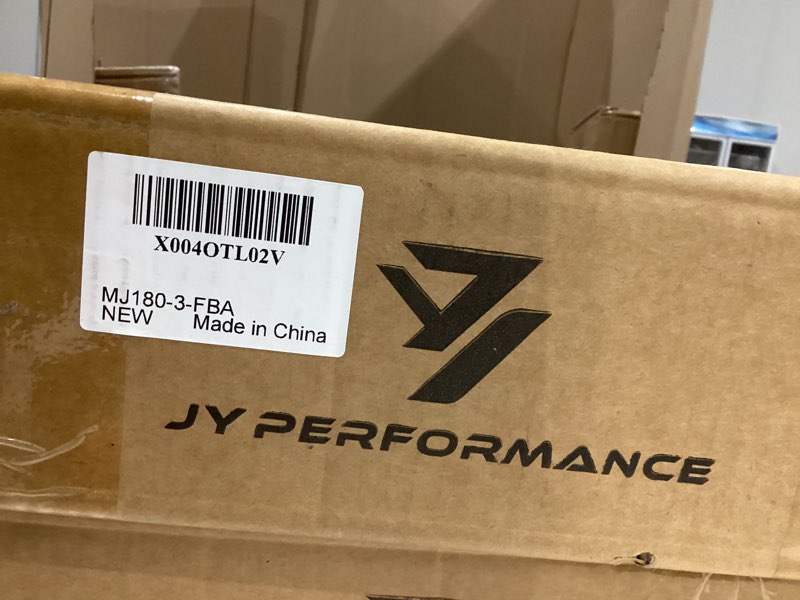 X004OTL02V
MJ180-3-FBA
NEW Made in China
JY PERFORMANCE